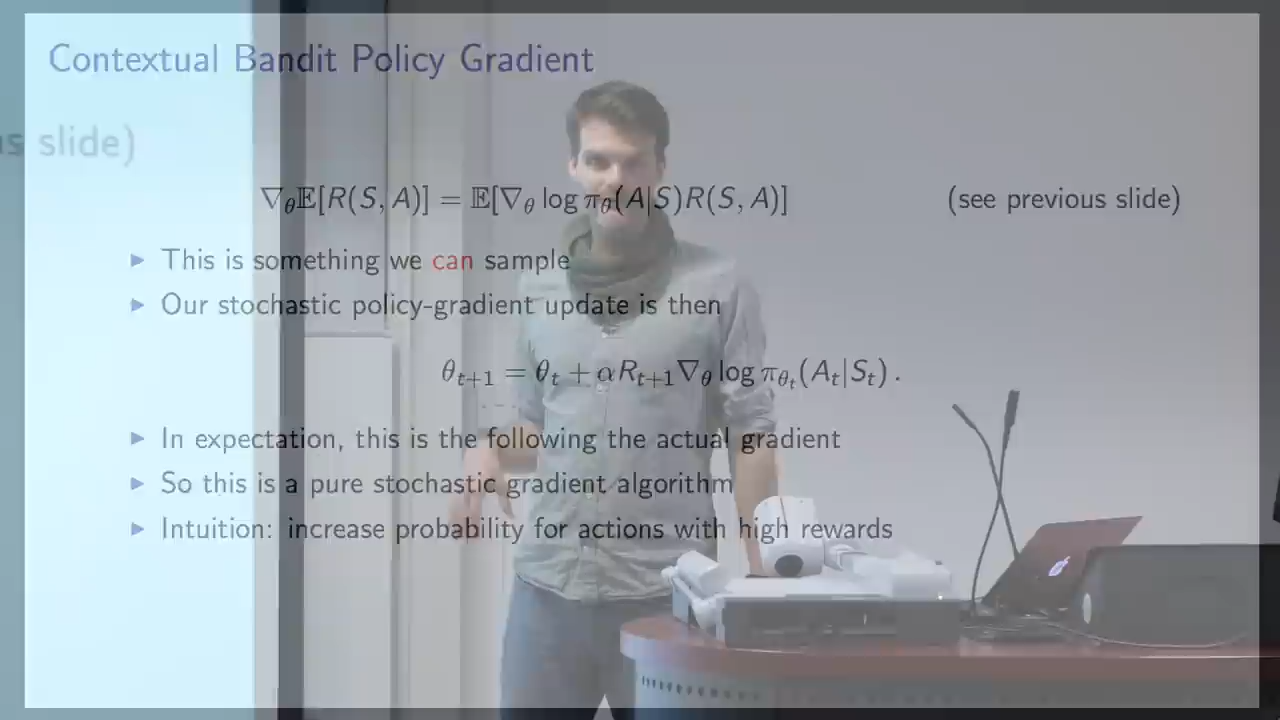 Contextual Bandit Policy Gradient
s slide)
∇θ𝔼[R(S, A)] = 𝔼[∇θ log πθ(A|S)R(S, A)] (see previous slide)
▶ This is something we can sample
▶ Our stochastic policy-gradient update is then
θt+1 = θt + αRt+1∇θ log πθt(At|St) .
▶ In expectation, this is the following the actual gradient
▶ So this is a pure stochastic gradient algorithm
▶ Intuition: increase probability for actions with high rewards